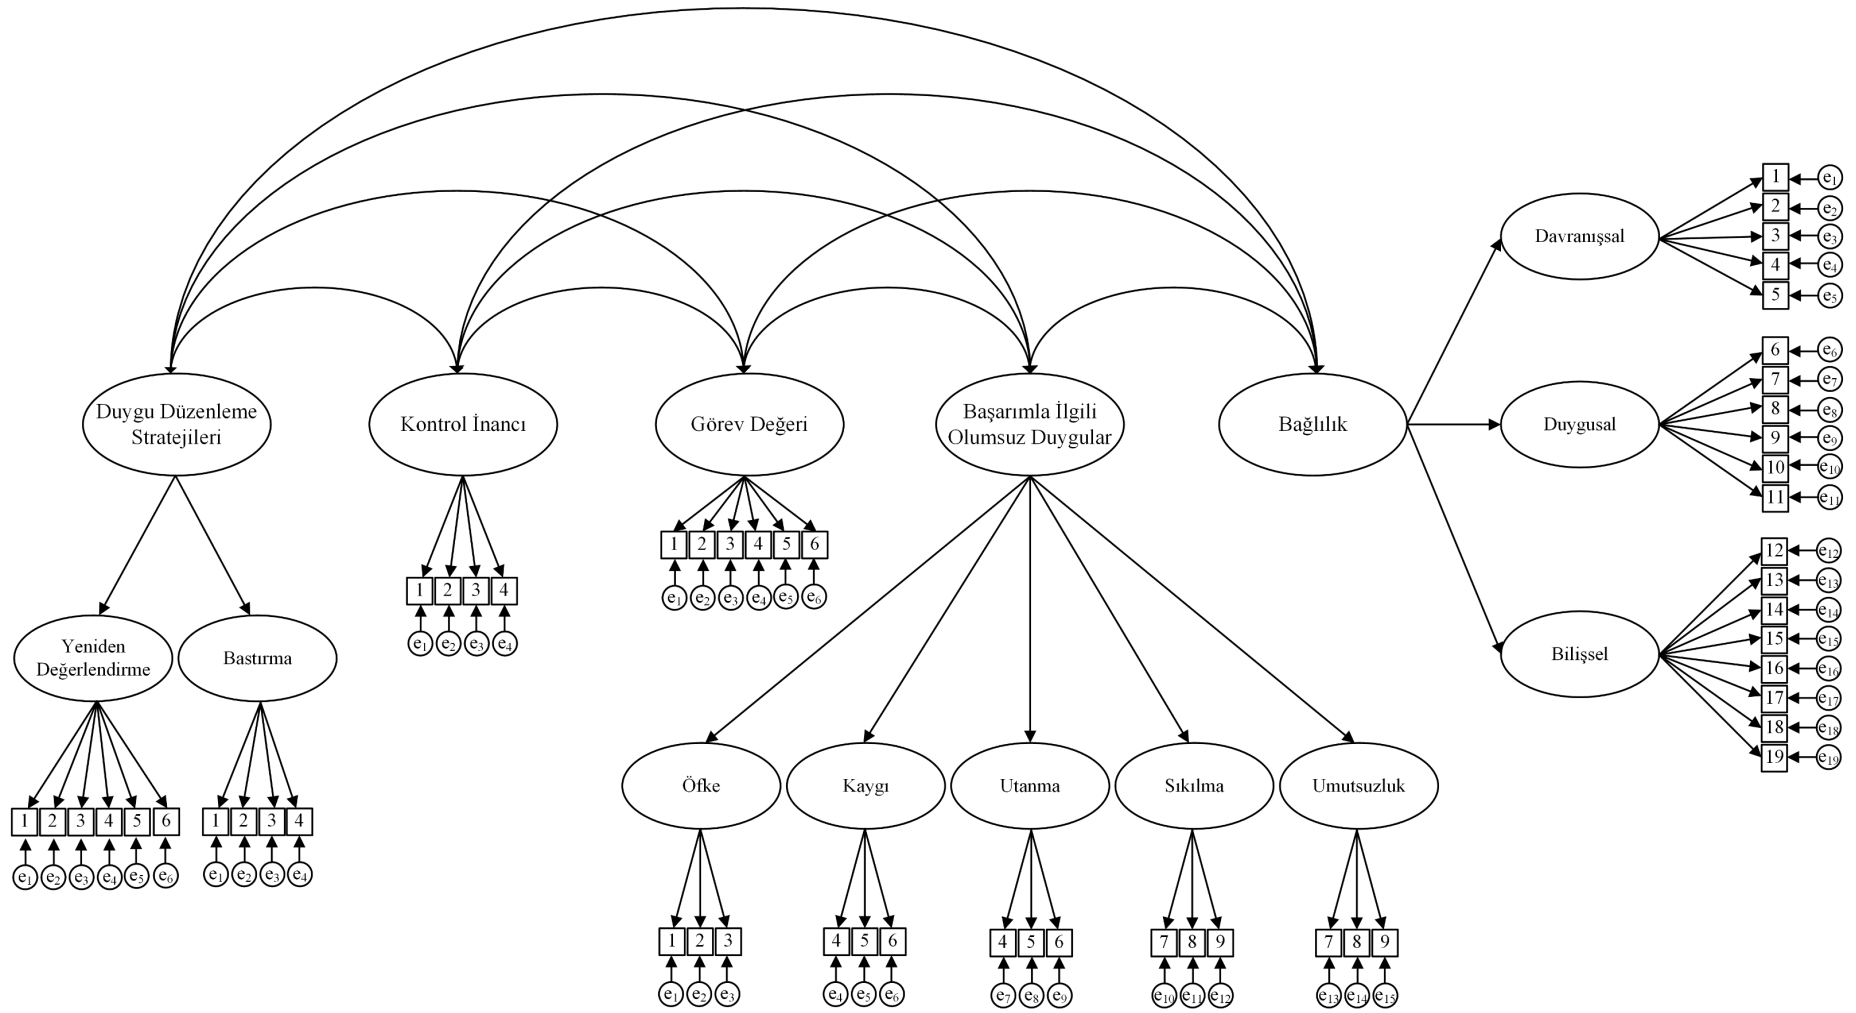 Duygu Düzenleme
Stratejileri
Kontrol İnancı
Görev Değeri
Başarımla İlgili
Olumsuz Duygular
Bağlılık
Davranışsal
1 e1
2 e2
3 e3
4 e4
5 e5
Duygusal
6 e6
7 e7
8 e8
9 e9
10 e10
11 e11
Bilişsel
12 e12
13 e13
14 e14
15 e15
16 e16
17 e17
18 e18
19 e19
1 2 3 4 5 6
e1 e2 e3 e4 e5 e6
1 2 3 4
e1 e2 e3 e4
Yeniden
Değerlendirme
Bastırma
1 2 3 4 5 6
e1 e2 e3 e4 e5 e6
1 2 3 4
e1 e2 e3 e4
Öfke
Kaygı
Utanma
Sıkılma
Umutsuzluk
1 2 3
e1 e2 e3
4 5 6
e4 e5 e6
4 5 6
e7 e8 e9
7 8 9
e10 e11 e12
7 8 9
e13 e14 e15